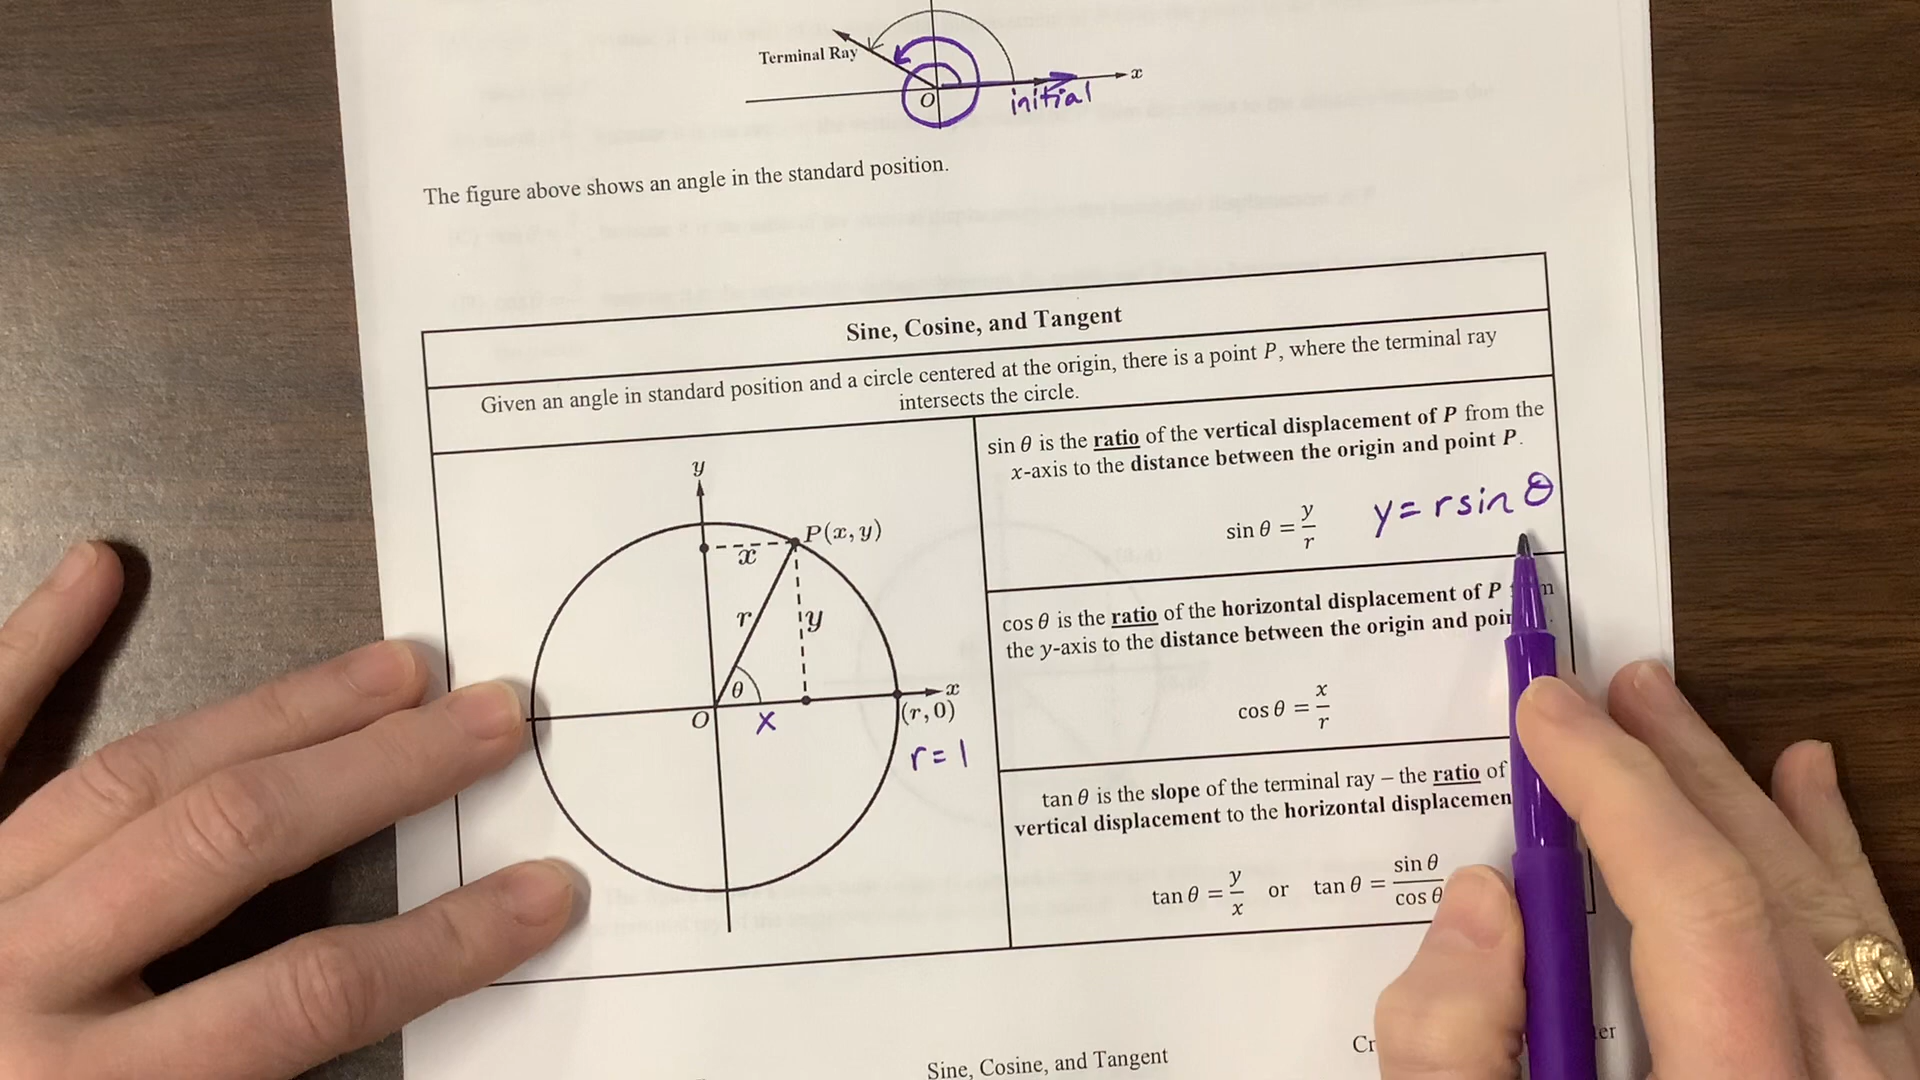 Terminal Ray
x
O
initial
The figure above shows an angle in the standard position.
Sine, Cosine, and Tangent
Given an angle in standard position and a circle centered at the origin, there is a point P, where the terminal ray
intersects the circle.
y
P(x, y)
x
r
y
θ
x
O
x
(r, 0)
r = 1
sin θ is the ratio of the vertical displacement of P from the
x-axis to the distance between the origin and point P.
sin θ = y/r
y = r sin θ
cos θ is the ratio of the horizontal displacement of P
the y-axis to the distance between the origin and
cos θ = x/r
tan θ is the slope of the terminal ray – the ratio of
vertical displacement to the horizontal
tan θ = y/x or tan θ = sin θ/cos θ
Sine, Cosine, and Tangent